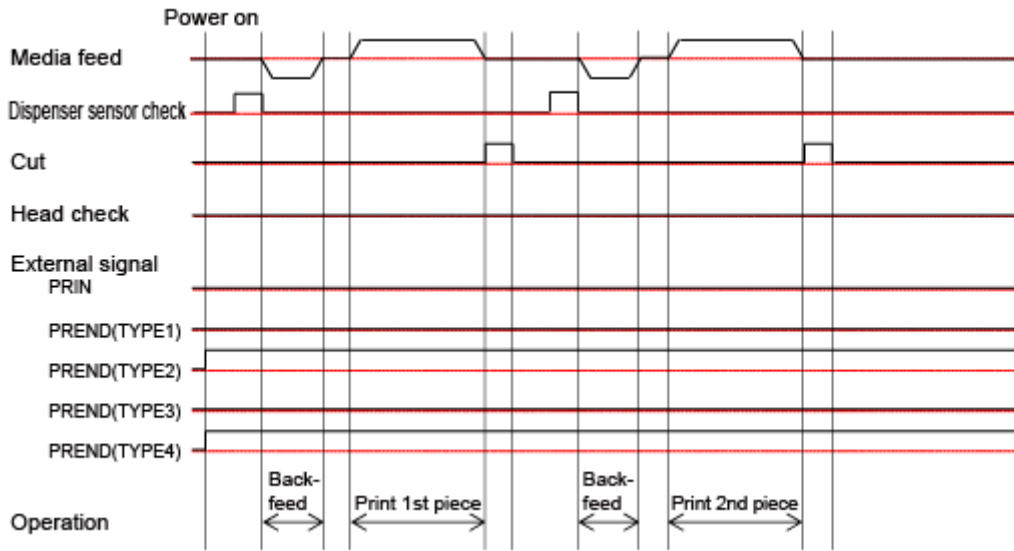 Power on
Media feed
Dispenser sensor check
Cut
Head check
External signal
PRIN
PREND(TYPE1)
PREND(TYPE2)
PREND(TYPE3)
PREND(TYPE4)
Operation
Back-
feed
Print 1st piece
Back-
feed
Print 2nd piece